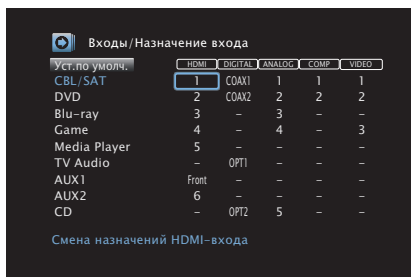 Входы/Назначение входа
Уст.по умолч. HDMI DIGITAL ANALOG COMP VIDEO
CBL/SAT 1 COAX1 1 1 1
DVD 2 COAX2 2 2 2
Blu-ray 3 – 3 – –
Game 4 – 4 – 3
Media Player 5 – – – –
TV Audio – OPT1 – – –
AUX1 Front – – – –
AUX2 6 – – – –
CD – OPT2 5 – –
Смена назначений HDMI-входа